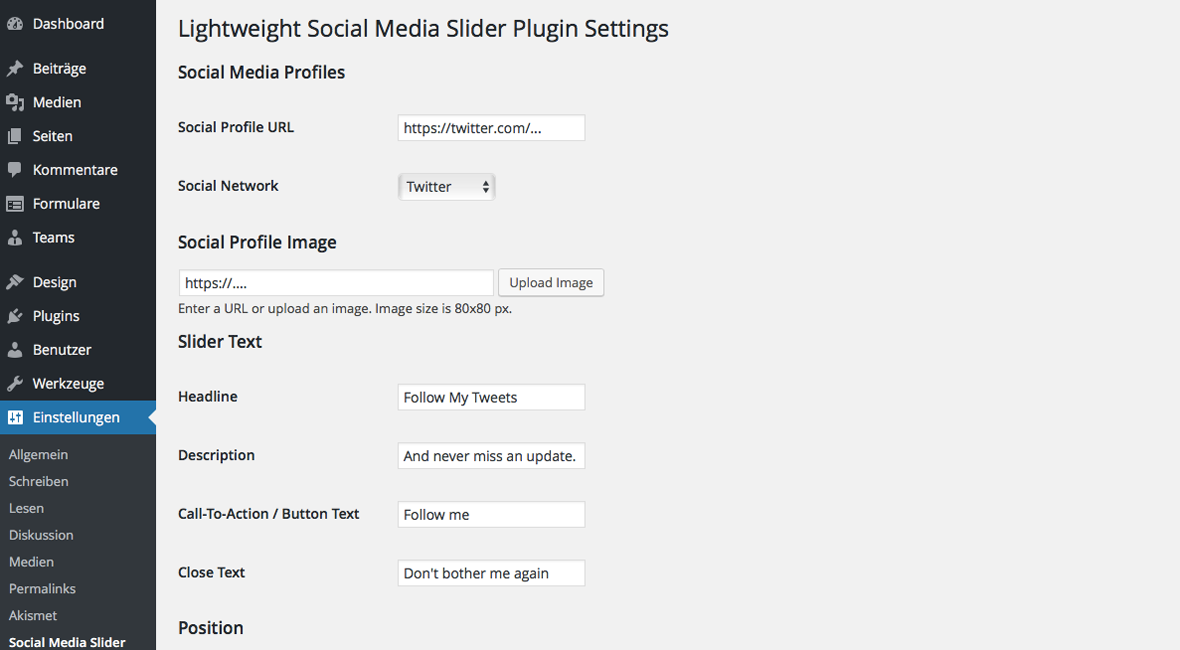 Dashboard
Beiträge
Medien
Seiten
Kommentare
Formulare
Teams
Design
Plugins
Benutzer
Werkzeuge
Einstellungen
Allgemein
Schreiben
Lesen
Diskussion
Medien
Permalinks
Akismet
Social Media Slider
Lightweight Social Media Slider Plugin Settings
Social Media Profiles
Social Profile URL https://twitter.com/...
Social Network Twitter
Social Profile Image
https://.... Upload Image
Enter a URL or upload an image. Image size is 80x80 px.
Slider Text
Headline Follow My Tweets
Description And never miss an update.
Call-To-Action / Button Text Follow me
Close Text Don't bother me again
Position